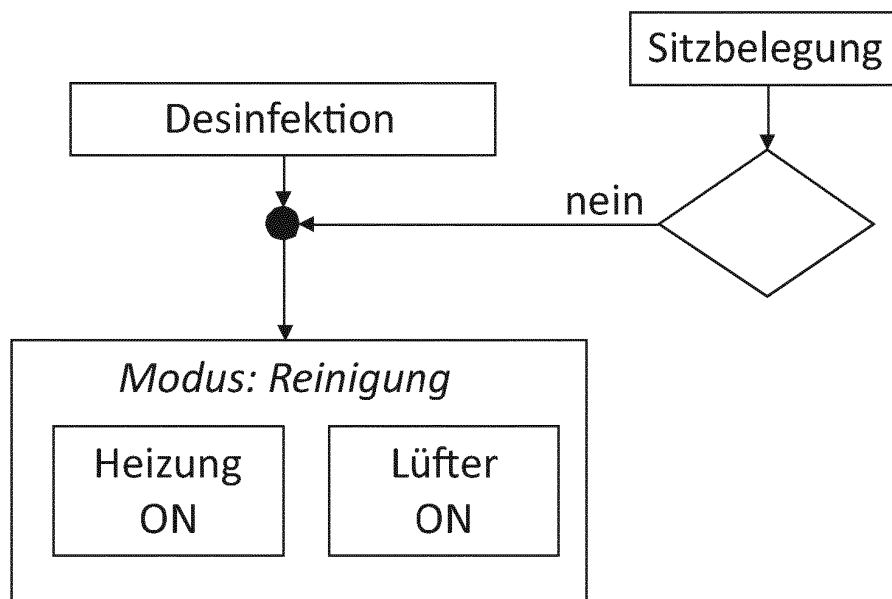 Sitzbelegung
Desinfektion
nein
Modus: Reinigung
Heizung
ON
Lüfter
ON